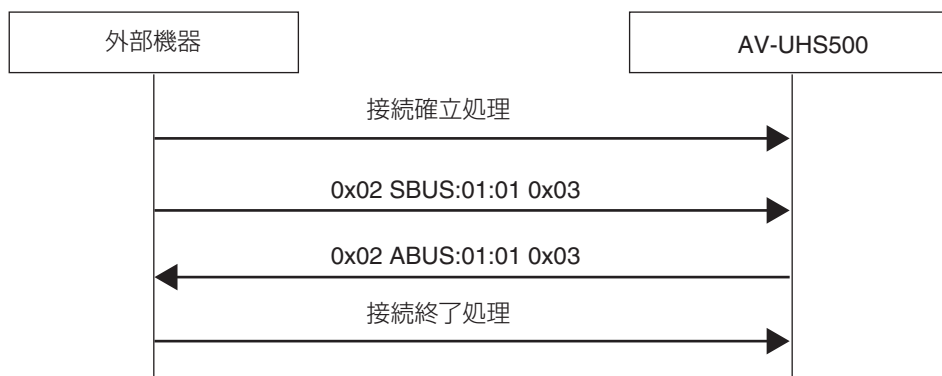 外部機器
AV-UHS500
接続確立処理
0x02 SBUS:01:01 0x03
0x02 ABUS:01:01 0x03
接続終了処理